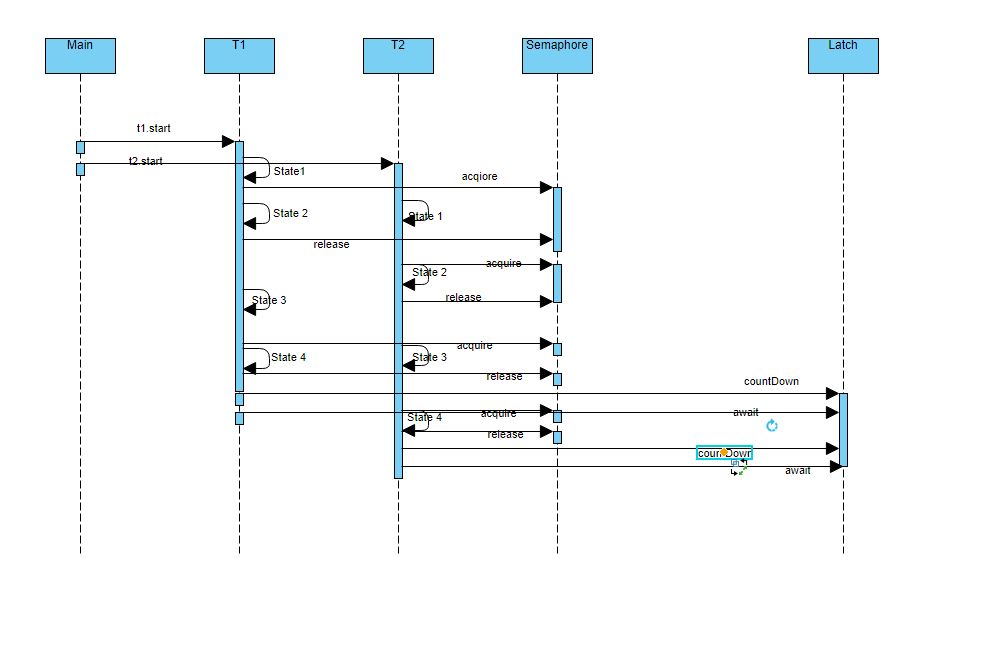 Main
T1
T2
Semaphore
Latch
t1.start
t2.start
State1
acqiore
State 2
State 1
release
acquire
State 2
release
State 3
acquire
State 4
State 3
release
countDown
acquire
await
State 4
release
countDown
await